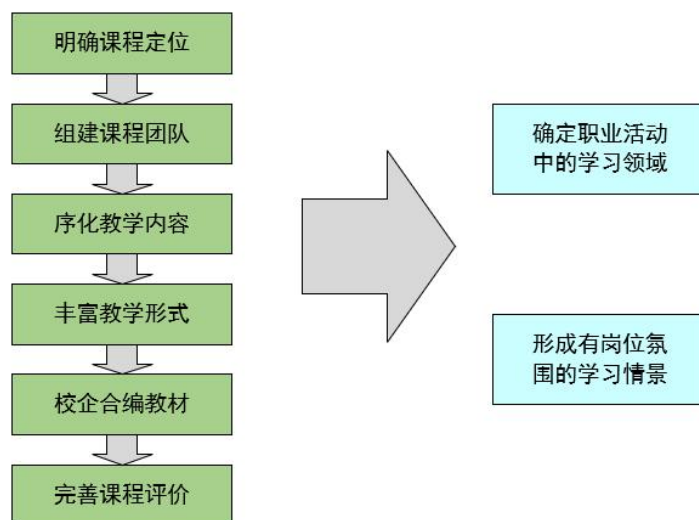 明确课程定位
组建课程团队
序化教学内容
丰富教学形式
校企合编教材
完善课程评价
确定职业活动
中的学习领域
形成有岗位氛
围的学习情景